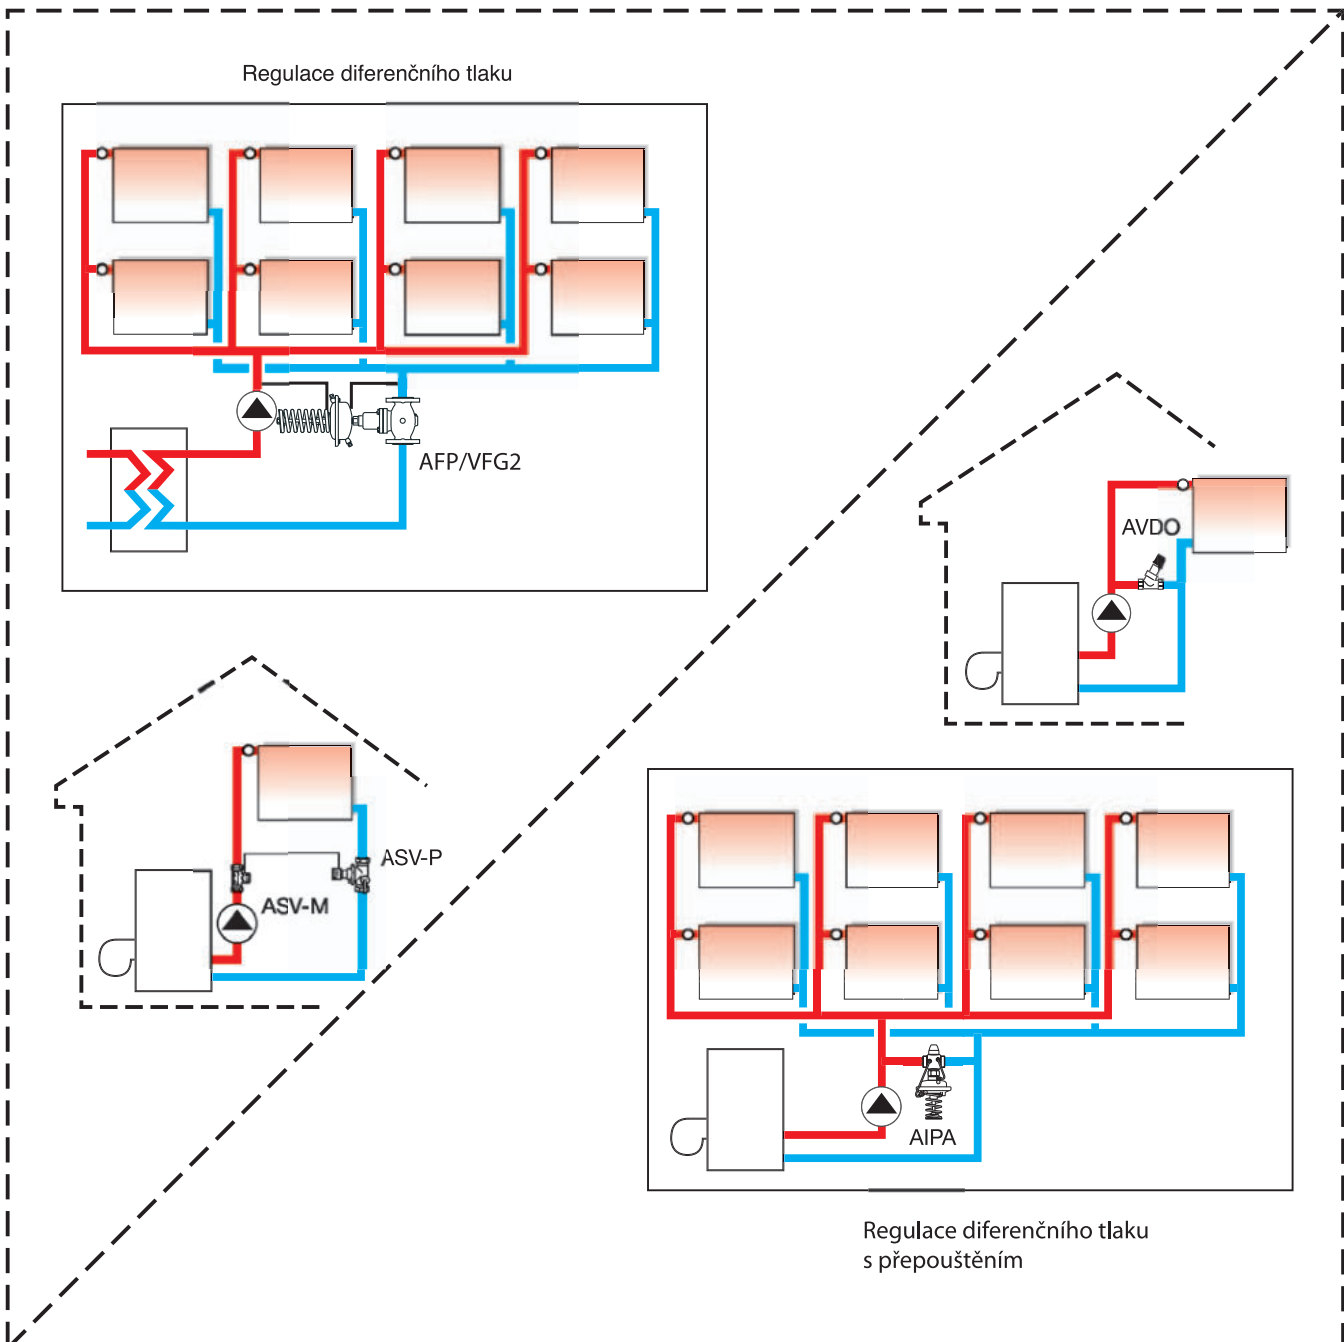 Regulace diferenčního tlaku
AFP/VFG2
AVDO
ASV-P
ASV-M
AIPA
Regulace diferenčního tlaku
s přepouštěním